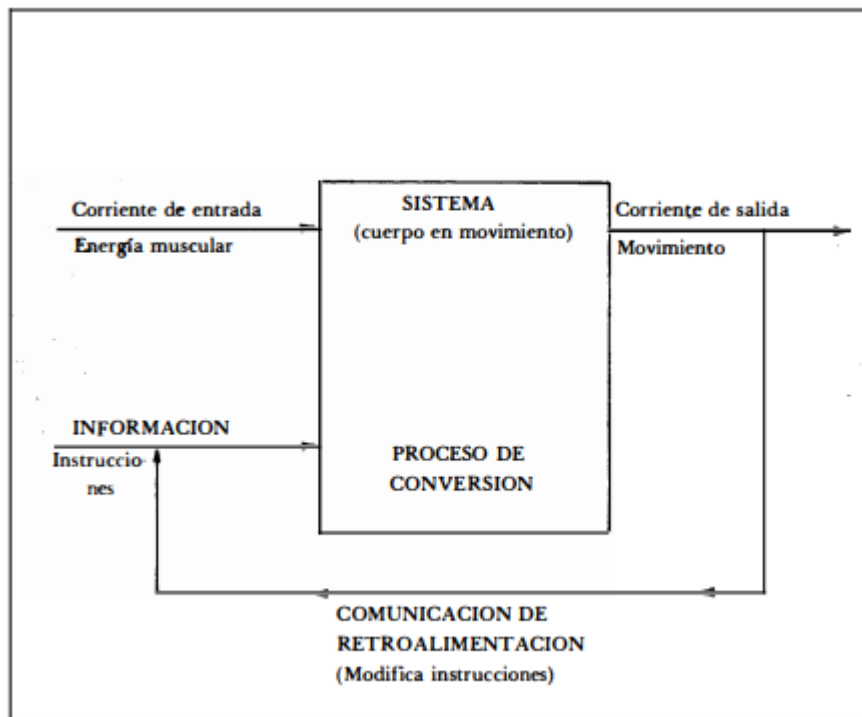 Corriente de entrada
Energía muscular
SISTEMA
(cuerpo en movimiento)
Corriente de salida
Movimiento
INFORMACION
Instruccio-
nes
PROCESO DE
CONVERSION
COMUNICACION DE
RETROALIMENTACION
(Modifica instrucciones)